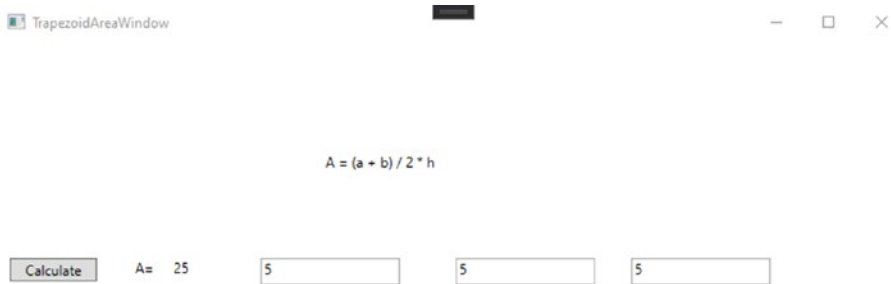 TrapezoidAreaWindow
A = (a + b) / 2 * h
Calculate A= 25 5 5 5